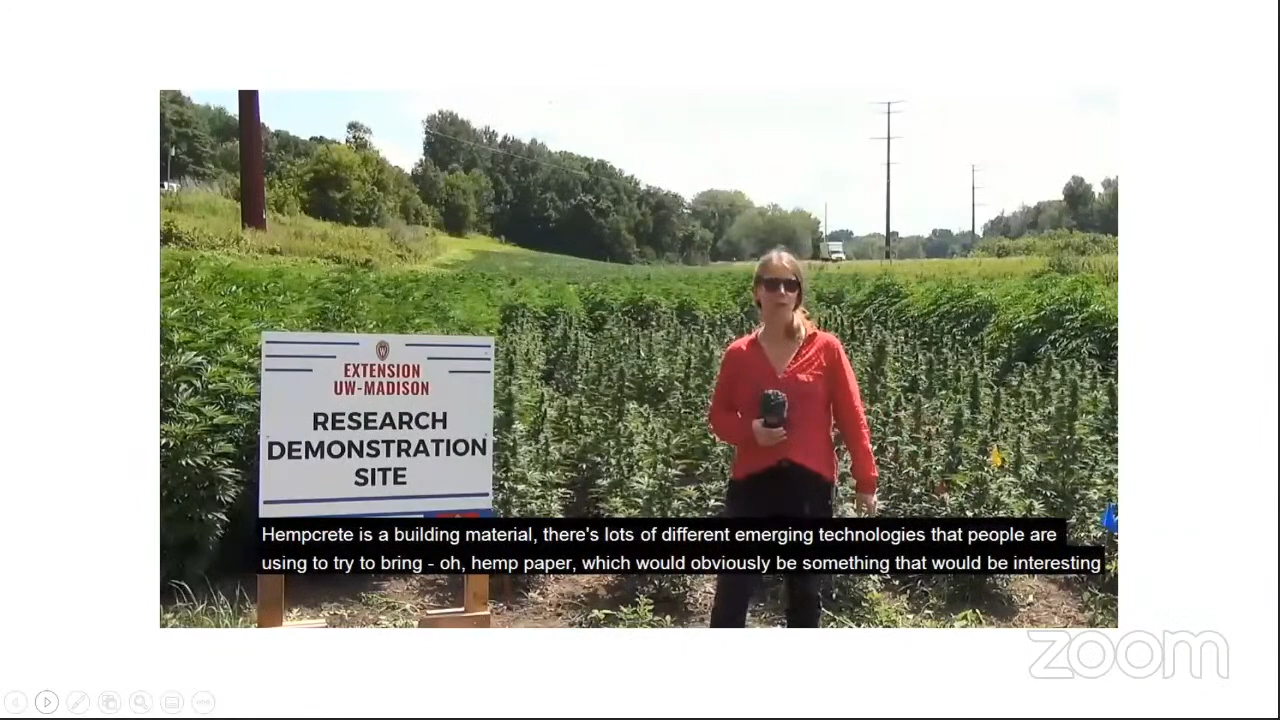 W
EXTENSION
UW-MADISON
RESEARCH
DEMONSTRATION
SITE
Hempcrete is a building material, there's lots of different emerging technologies that people are
using to try to bring - oh, hemp paper, which would obviously be something that would be interesting
zoom